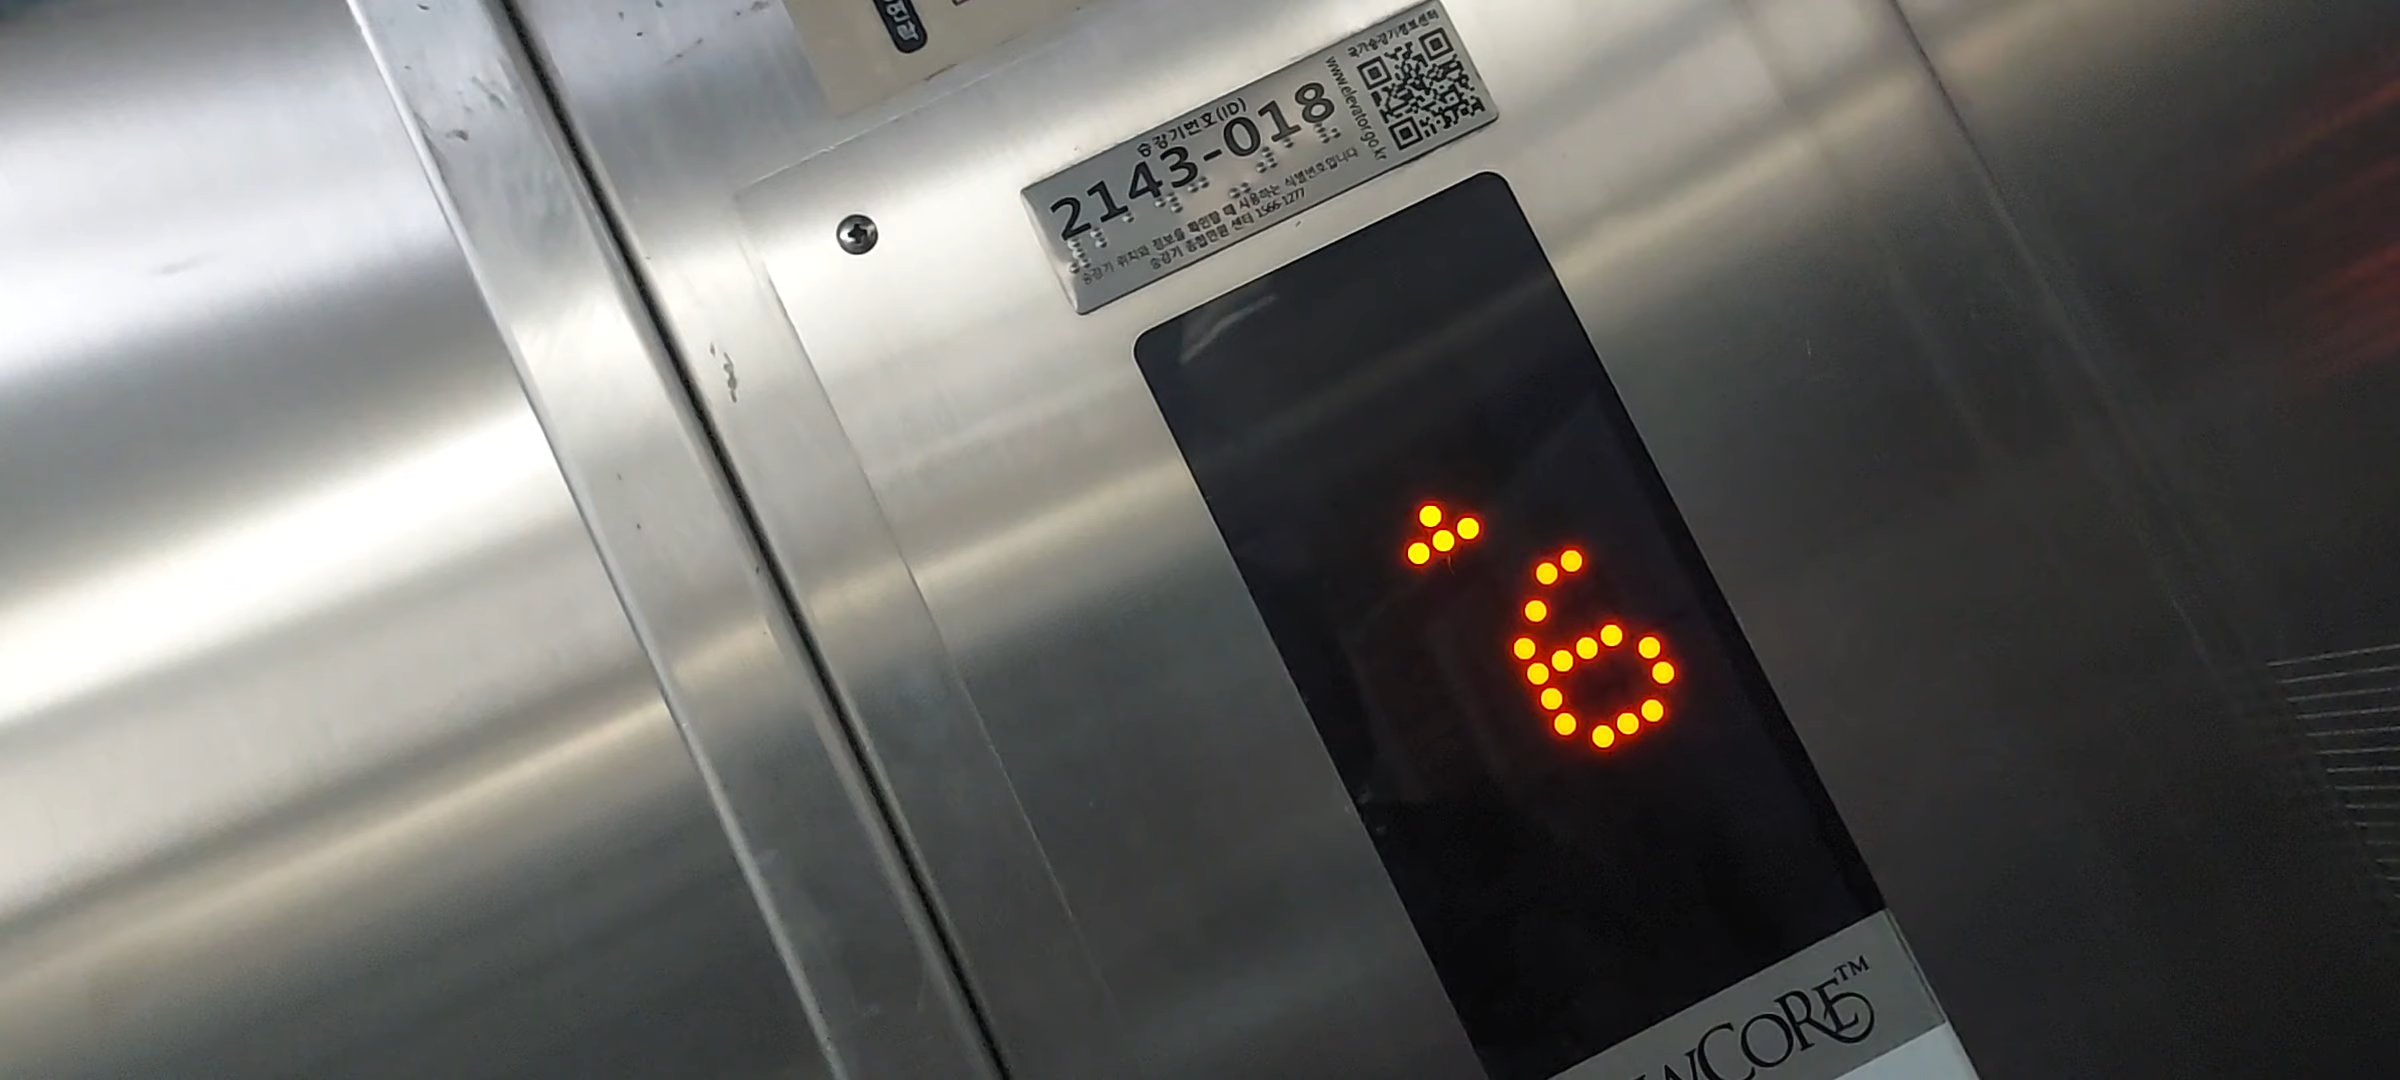 승강기번호(ID)
2143-018
승강기 위치와 정보를 확인할 때 사용하는 식별번호입니다
승강기 종합민원 센터 1566-1277
www.elevator.go.kr
국가승강기정보센터
6
WCORE™